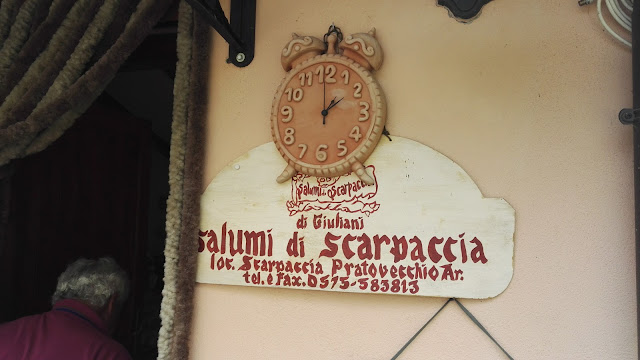 12
1
2
3
4
5
6
7
8
9
10
11
Salumi di Scarpaccia
di Giuliani
Salumi di Scarpaccia
loc. Scarpaccia Pratovecchio Ar.
tel. e Fax. 0575-583813